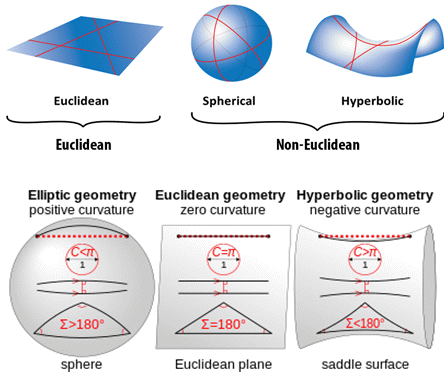 Euclidean Spherical Hyperbolic
Euclidean Non-Euclidean
Elliptic geometry Euclidean geometry Hyperbolic geometry
positive curvature zero curvature negative curvature
C<π C=π C>π
1 1 1
Σ>180° Σ=180° Σ<180°
sphere Euclidean plane saddle surface